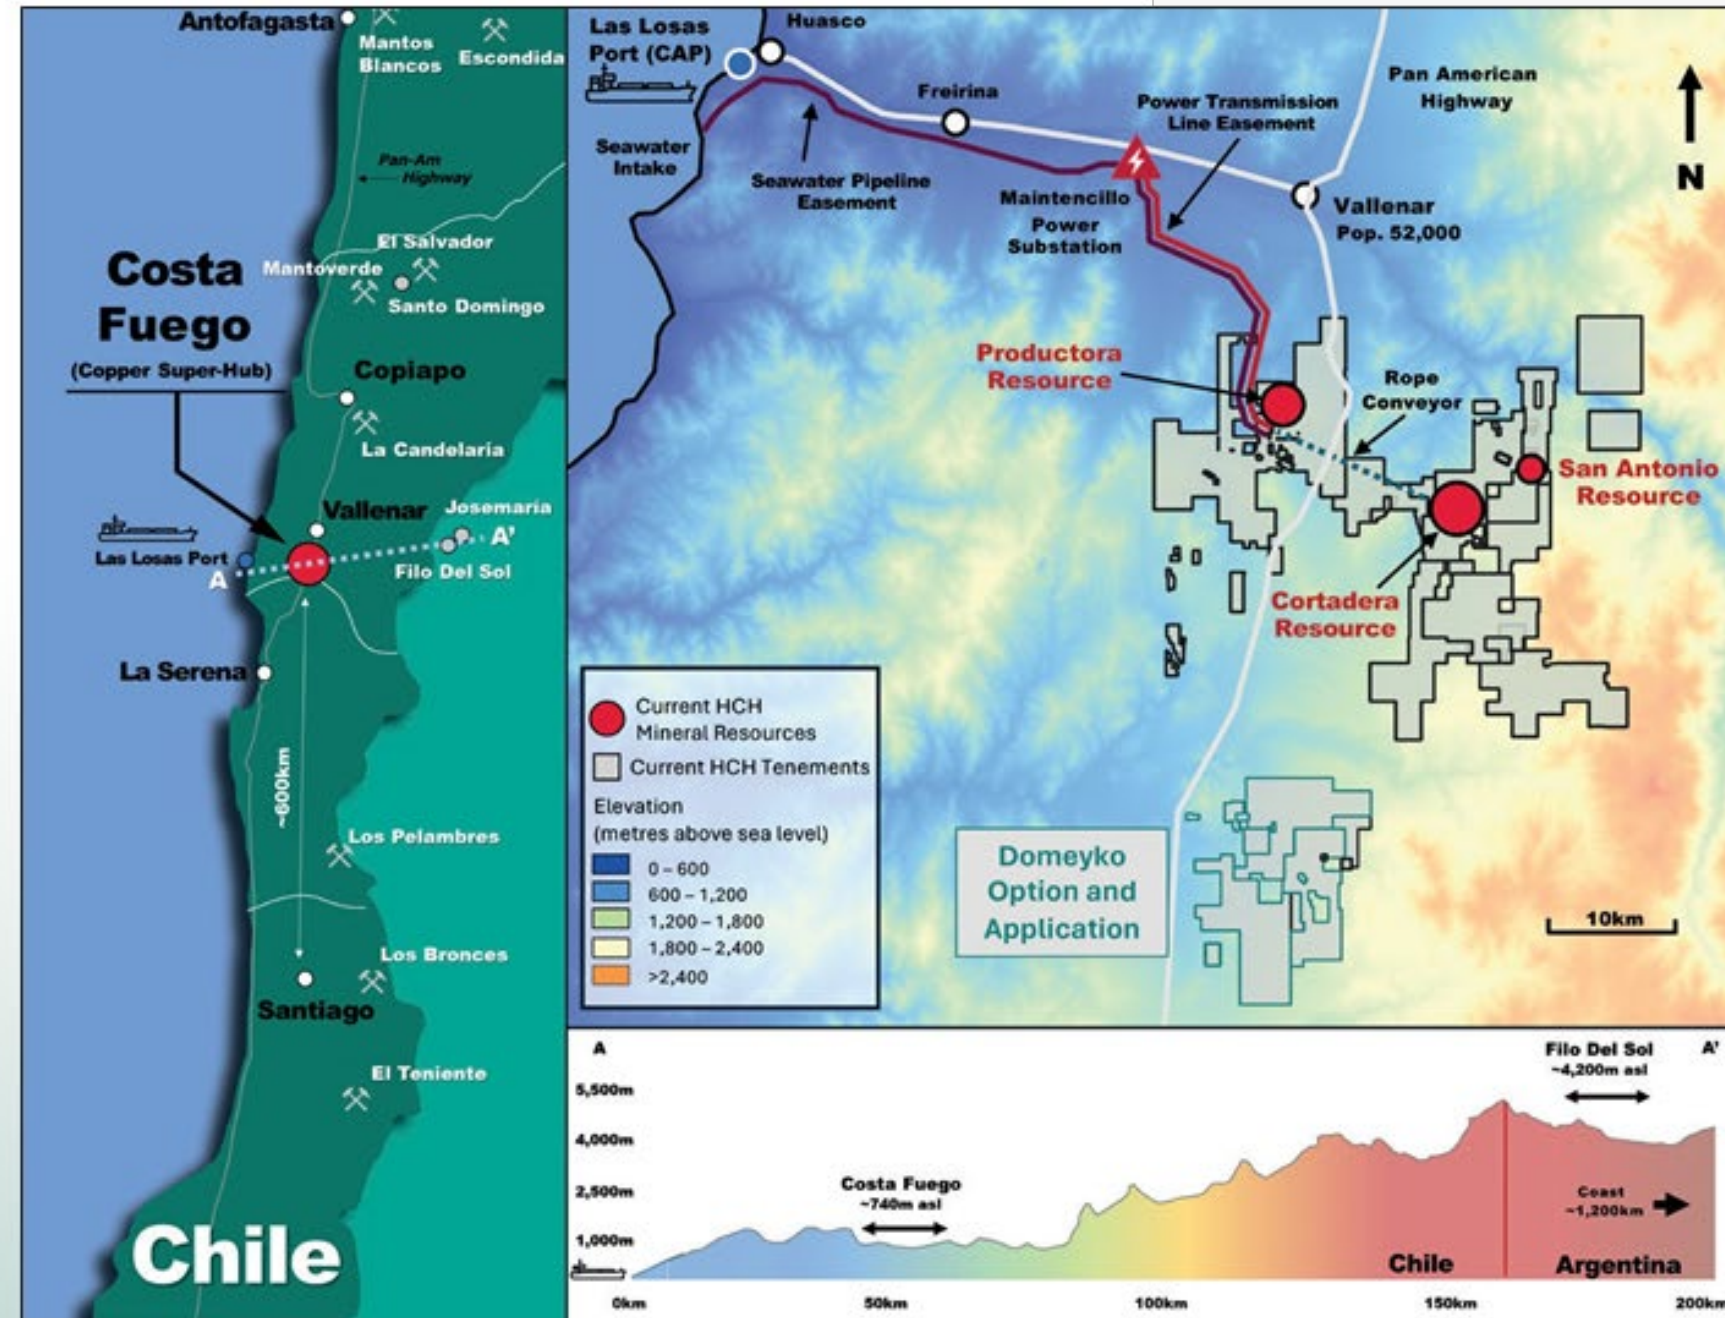 Antofagasta
Mantos
Blancos
Escondida
Pan-Am
Highway
El Salvador
Mantoverde
Santo Domingo
Costa
Fuego
(Copper Super-Hub)
Copiapo
La Candelaria
Vallenar
Josemaría
Las Losas Port
A
A'
Filo Del Sol
La Serena
~600km
Los Pelambres
Los Bronces
Santiago
El Teniente
Chile
Las Losas
Port (CAP)
Huasco
Freirina
Seawater
Intake
Seawater Pipeline
Easement
Power Transmission
Line Easement
Pan American
Highway
N
Maintencillo
Power
Substation
Vallenar
Pop. 52,000
Productora
Resource
Rope
Conveyor
San Antonio
Resource
Cortadera
Resource
Current HCH
Mineral Resources
Current HCH Tenements
Elevation
(metres above sea level)
0 – 600
600 – 1,200
1,200 – 1,800
1,800 – 2,400
>2,400
Domeyko
Option and
Application
10km
A
Filo Del Sol
~4,200m asl
A'
5,500m
4,000m
2,500m
1,000m
Costa Fuego
~740m asl
Coast
~1,200km
Chile
Argentina
0km
50km
100km
150km
200km